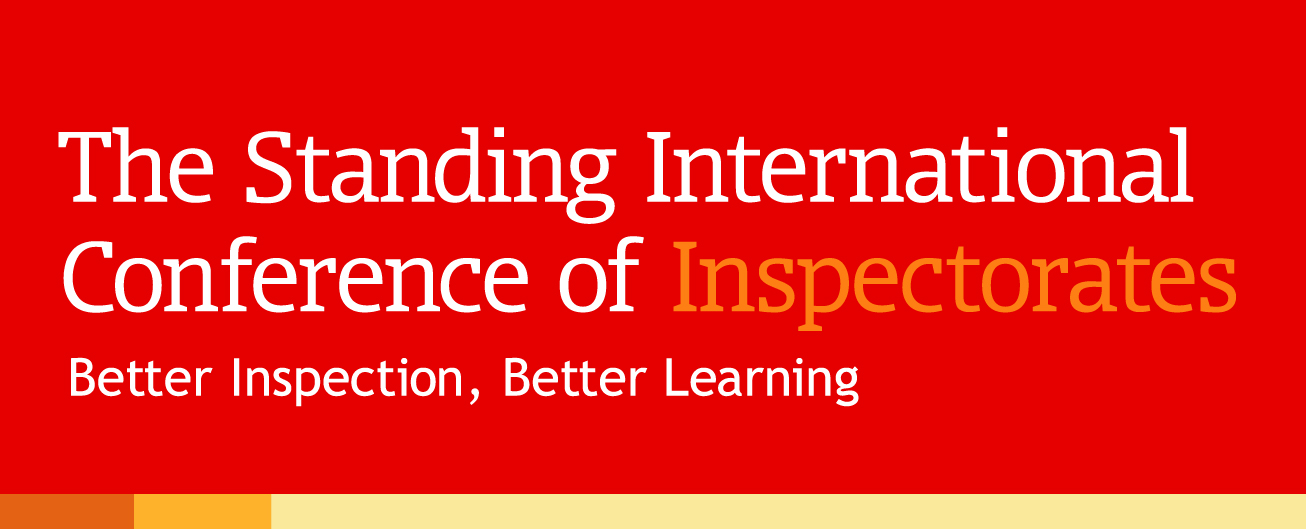 The Standing International
Conference of Inspectorates
Better Inspection, Better Learning